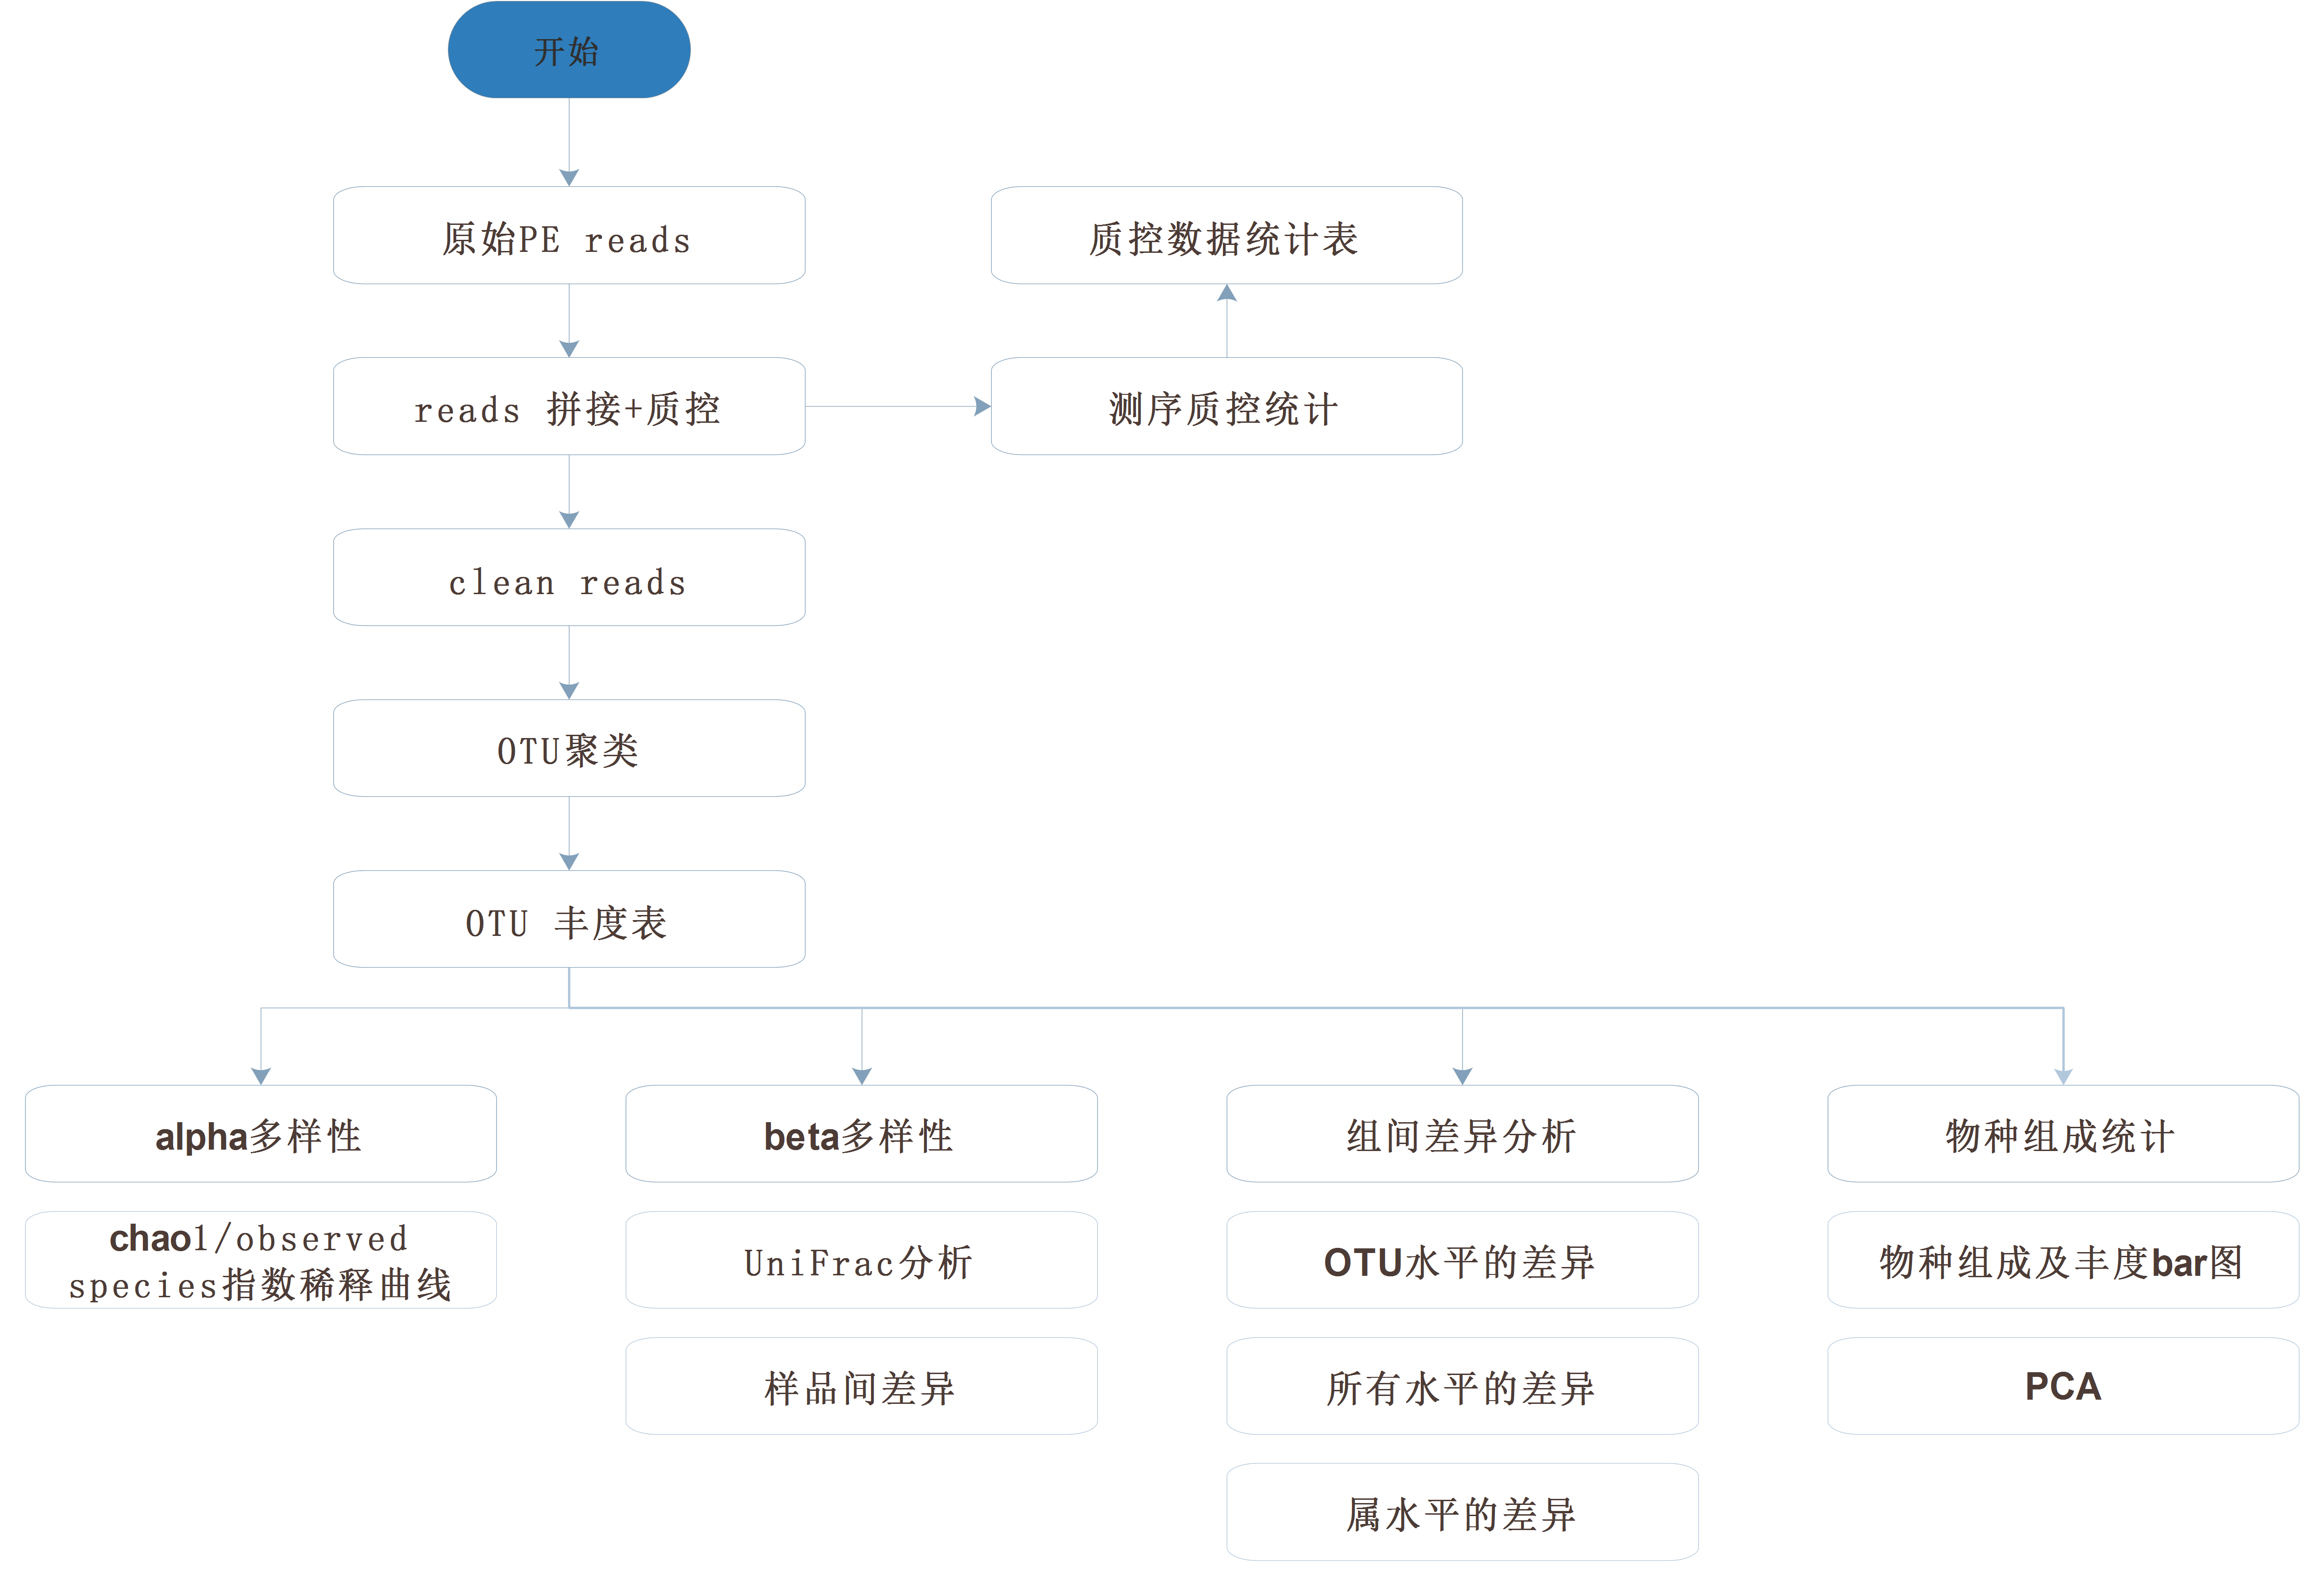 开始
原始PE reads
质控数据统计表
reads 拼接+质控
测序质控统计
clean reads
OTU聚类
OTU 丰度表
alpha多样性
beta多样性
组间差异分析
物种组成统计
chao1/observed
species指数稀释曲线
UniFrac分析
OTU水平的差异
物种组成及丰度bar图
样品间差异
所有水平的差异
PCA
属水平的差异